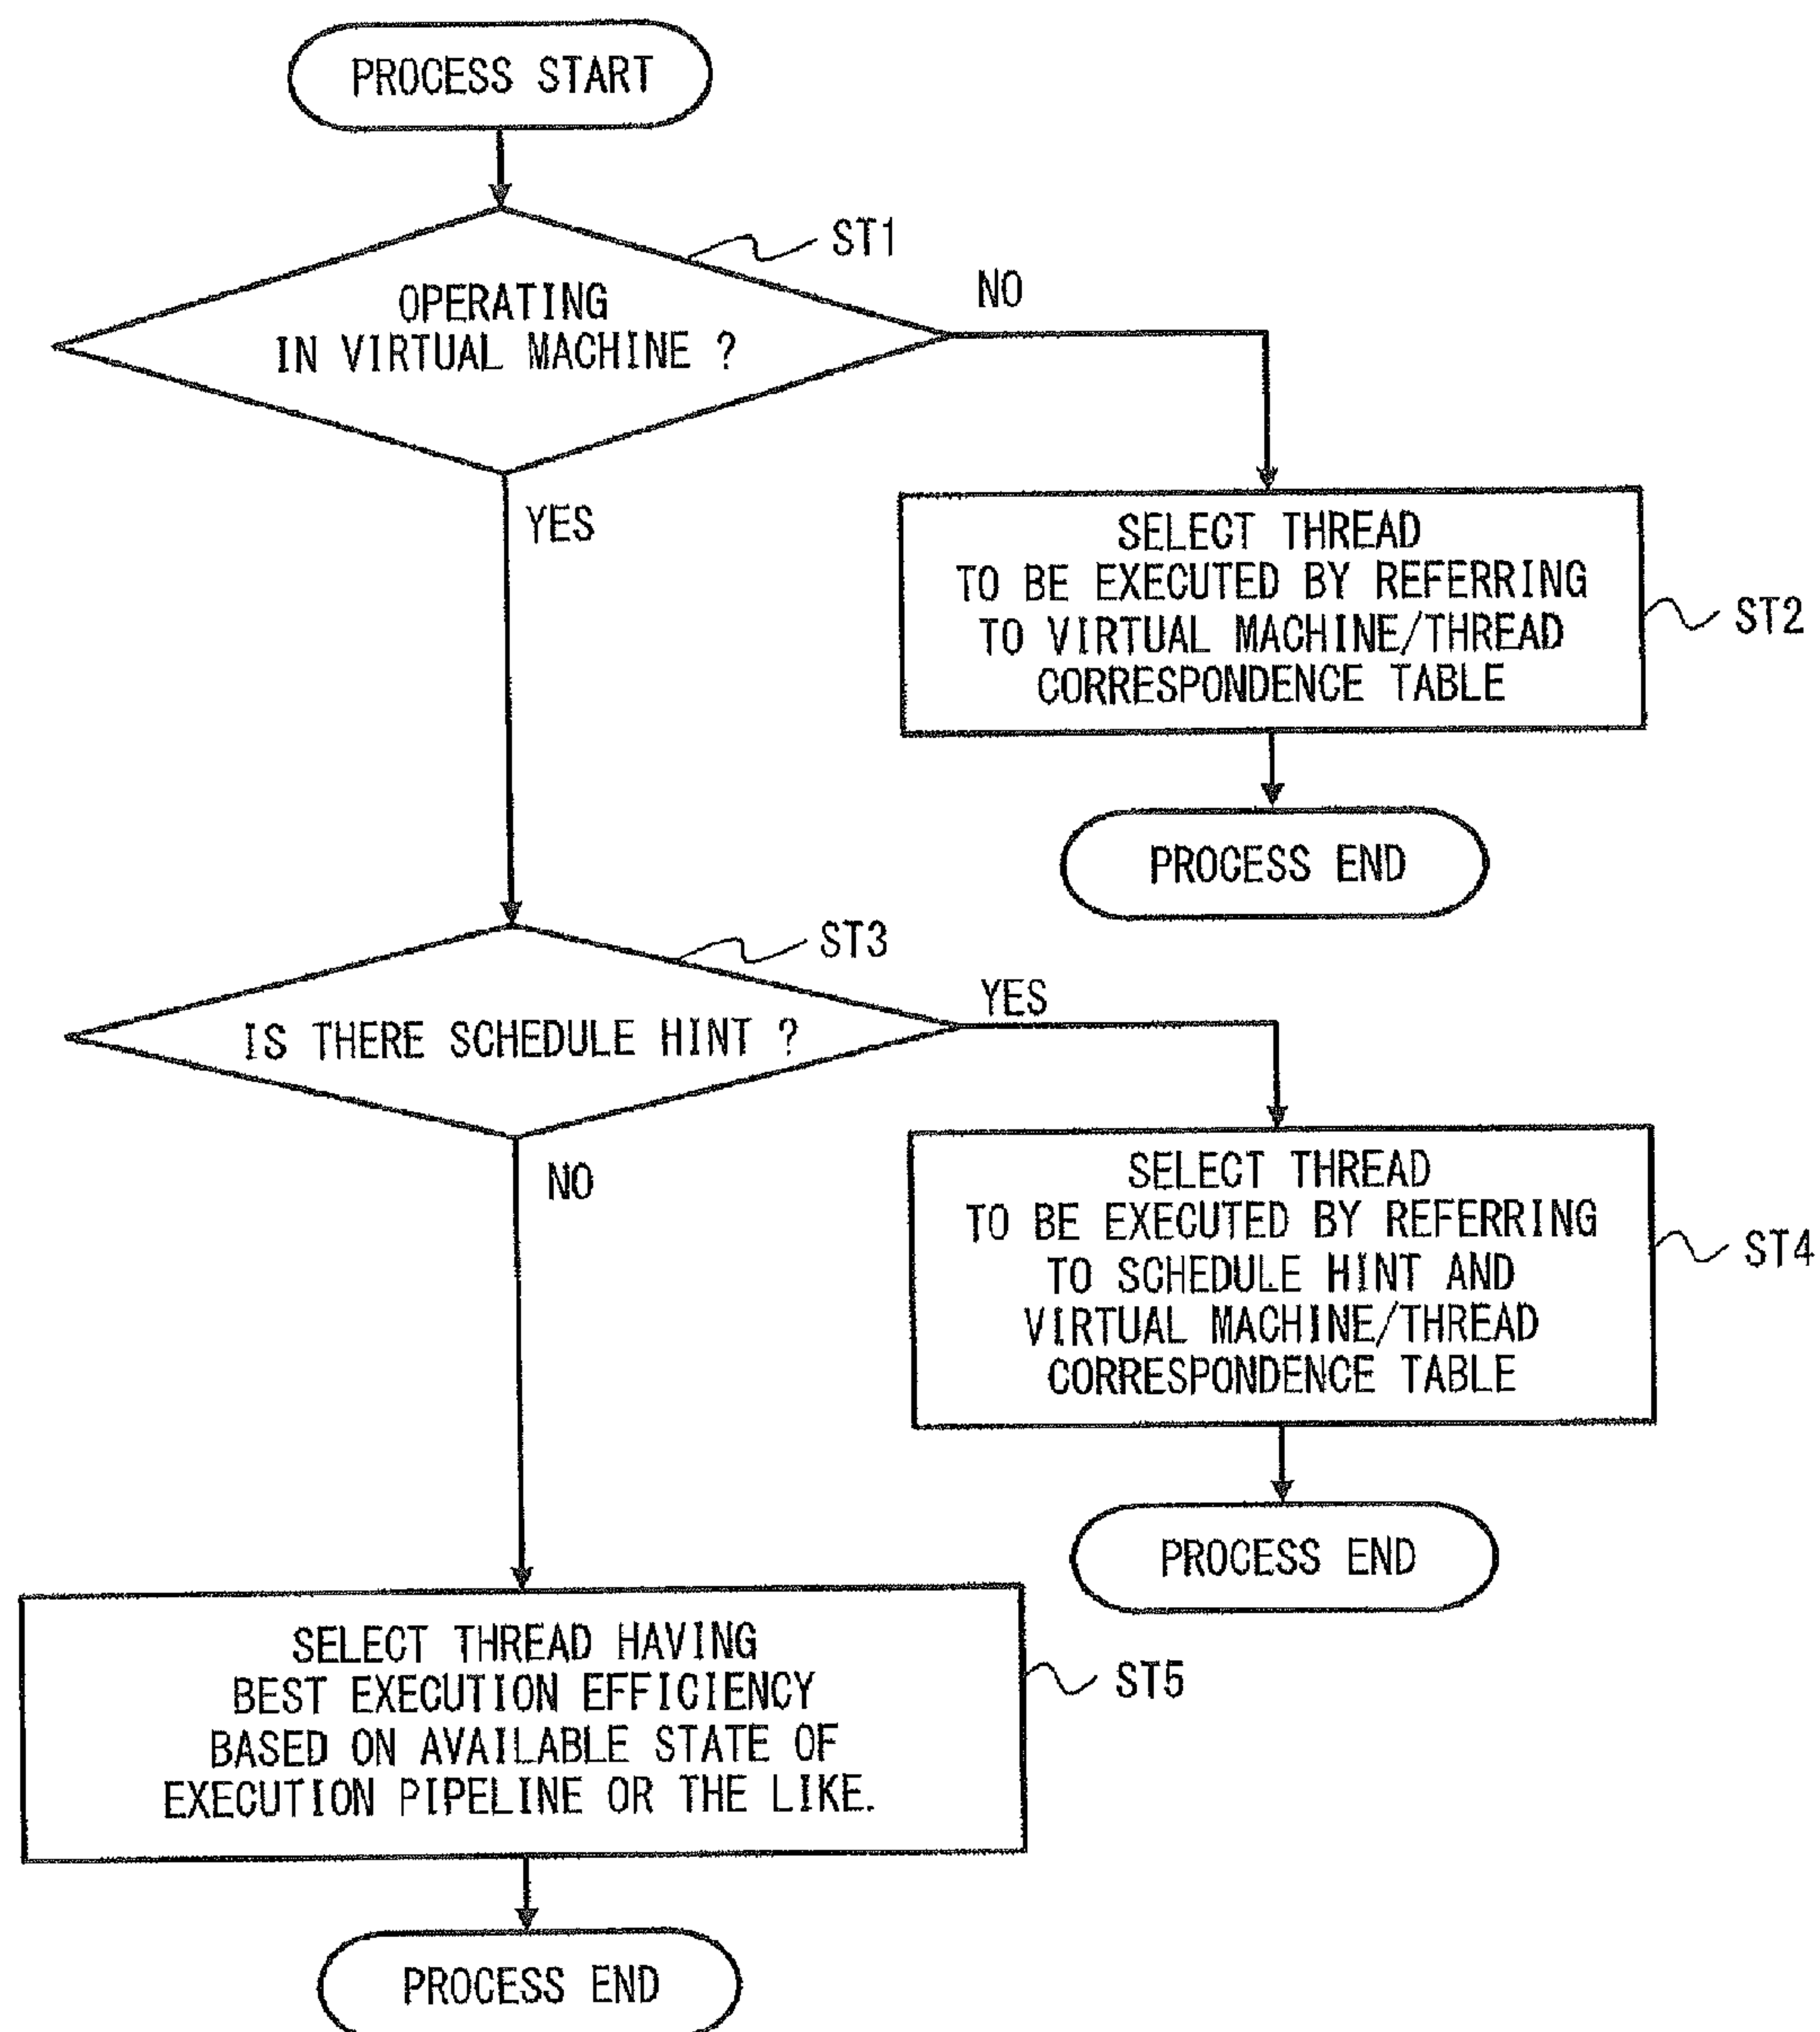 PROCESS START
ST1
OPERATING
IN VIRTUAL MACHINE ?
NO
YES
SELECT THREAD
TO BE EXECUTED BY REFERRING
TO VIRTUAL MACHINE/THREAD
CORRESPONDENCE TABLE
ST2
PROCESS END
ST3
IS THERE SCHEDULE HINT ?
YES
NO
SELECT THREAD
TO BE EXECUTED BY REFERRING
TO SCHEDULE HINT AND
VIRTUAL MACHINE/THREAD
CORRESPONDENCE TABLE
ST4
PROCESS END
SELECT THREAD HAVING
BEST EXECUTION EFFICIENCY
BASED ON AVAILABLE STATE OF
EXECUTION PIPELINE OR THE LIKE.
ST5
PROCESS END